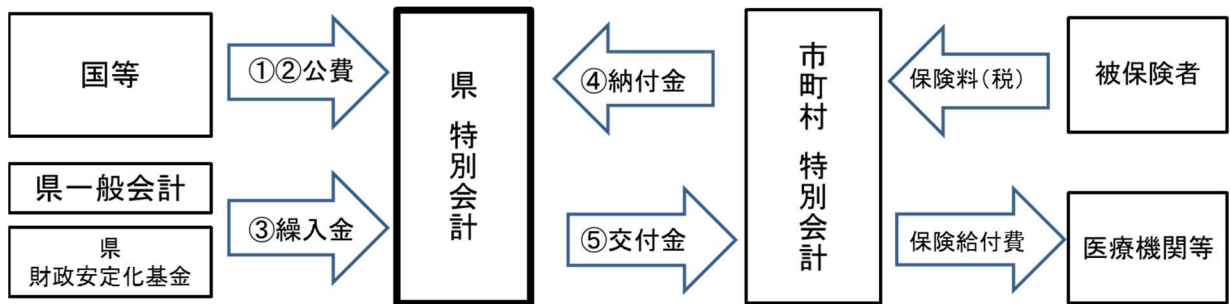 国等
①②公費
県 特別会計
④納付金
市町村 特別会計
保険料(税)
被保険者
県一般会計
③繰入金
県
財政安定化基金
⑤交付金
保険給付費
医療機関等